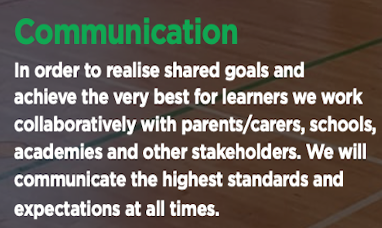 Communication
In order to realise shared goals and
achieve the very best for learners we work
collaboratively with parents/carers, schools,
academies and other stakeholders. We will
communicate the highest standards and
expectations at all times.